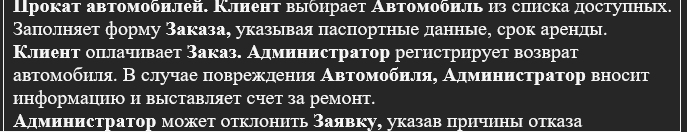 Прокат автомобилей. Клиент выбирает Автомобиль из списка доступных.
Заполняет форму Заказа, указывая паспортные данные, срок аренды.
Клиент оплачивает Заказ. Администратор регистрирует возврат
автомобиля. В случае повреждения Автомобиля, Администратор вносит
информацию и выставляет счет за ремонт.
Администратор может отклонить Заявку, указав причины отказа